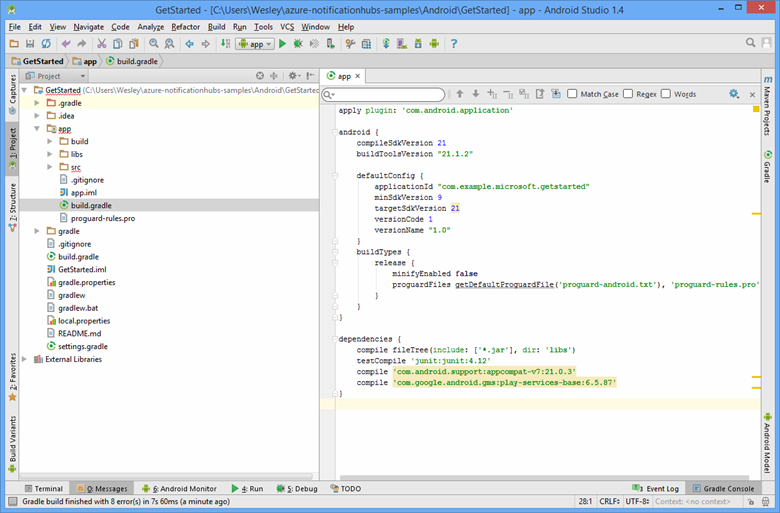 GetStarted - [C:\Users\Wesley\azure-notificationhubs-samples\Android\GetStarted] - app - Android Studio 1.4
File Edit View Navigate Code Analyze Refactor Build Run Tools VCS Window Help
app
GetStarted app build.gradle
Captures
1: Project
2: Structure
2: Favorites
Build Variants
Project
GetStarted (C:\Users\Wesley\azure-notificationhubs-samples\Android\GetStarted
.gradle
.idea
app
build
libs
src
.gitignore
app.iml
build.gradle
proguard-rules.pro
gradle
.gitignore
build.gradle
GetStarted.iml
gradle.properties
gradlew
gradlew.bat
local.properties
README.md
settings.gradle
External Libraries
app
Match Case Regex Words
apply plugin: 'com.android.application'
android {
compileSdkVersion 21
buildToolsVersion "21.1.2"
defaultConfig {
applicationId "com.example.microsoft.getstarted"
minSdkVersion 9
targetSdkVersion 21
versionCode 1
versionName "1.0"
}
buildTypes {
release {
minifyEnabled false
proguardFiles getDefaultProguardFile('proguard-android.txt'), 'proguard-rules.pro'
}
}
}
dependencies {
compile fileTree(include: ['*.jar'], dir: 'libs')
testCompile 'junit:junit:4.12'
compile 'com.android.support:appcompat-v7:21.0.3'
compile 'com.google.android.gms:play-services-base:6.5.87'
}
Maven Projects
Gradle
Android Model
Terminal 0: Messages 6: Android Monitor 4: Run 5: Debug TODO Event Log Gradle Console
Gradle build finished with 8 error(s) in 7s 60ms (a minute ago) 28:1 CRLF UTF-8 Context: <no context>